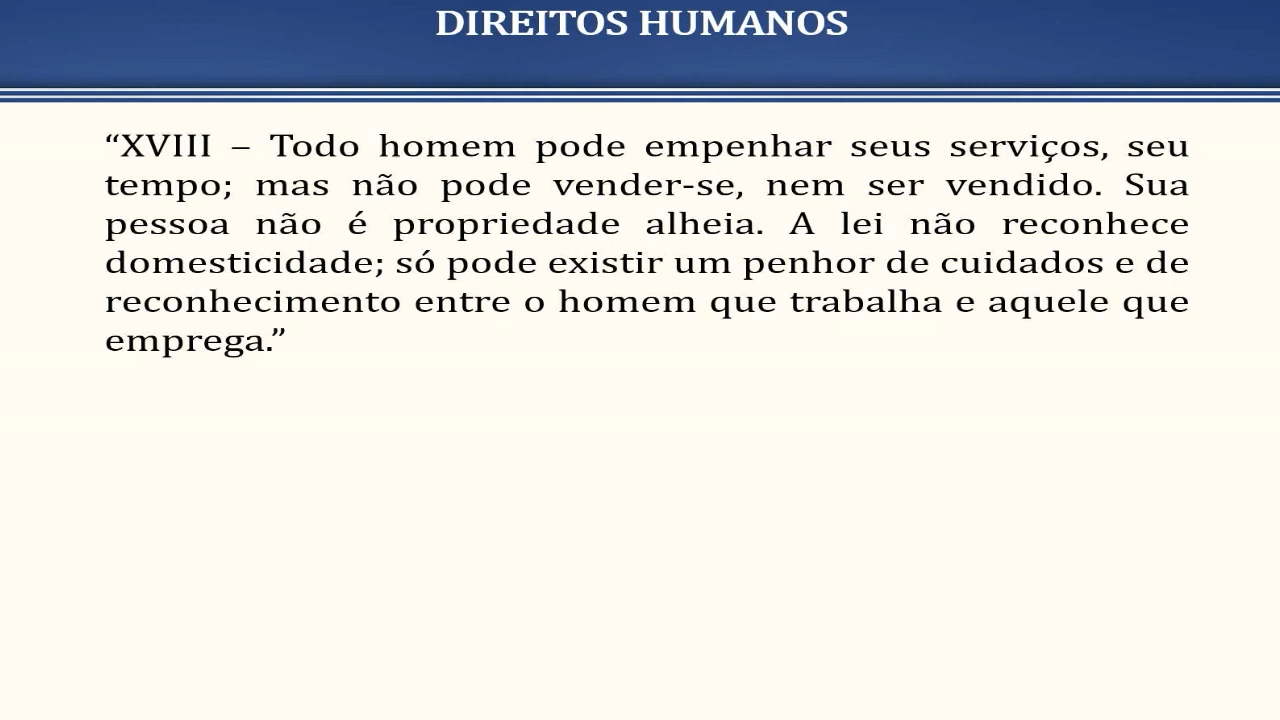 DIREITOS HUMANOS
“XVIII – Todo homem pode empenhar seus serviços, seu
tempo; mas não pode vender-se, nem ser vendido. Sua
pessoa não é propriedade alheia. A lei não reconhece
domesticidade; só pode existir um penhor de cuidados e de
reconhecimento entre o homem que trabalha e aquele que
emprega.”